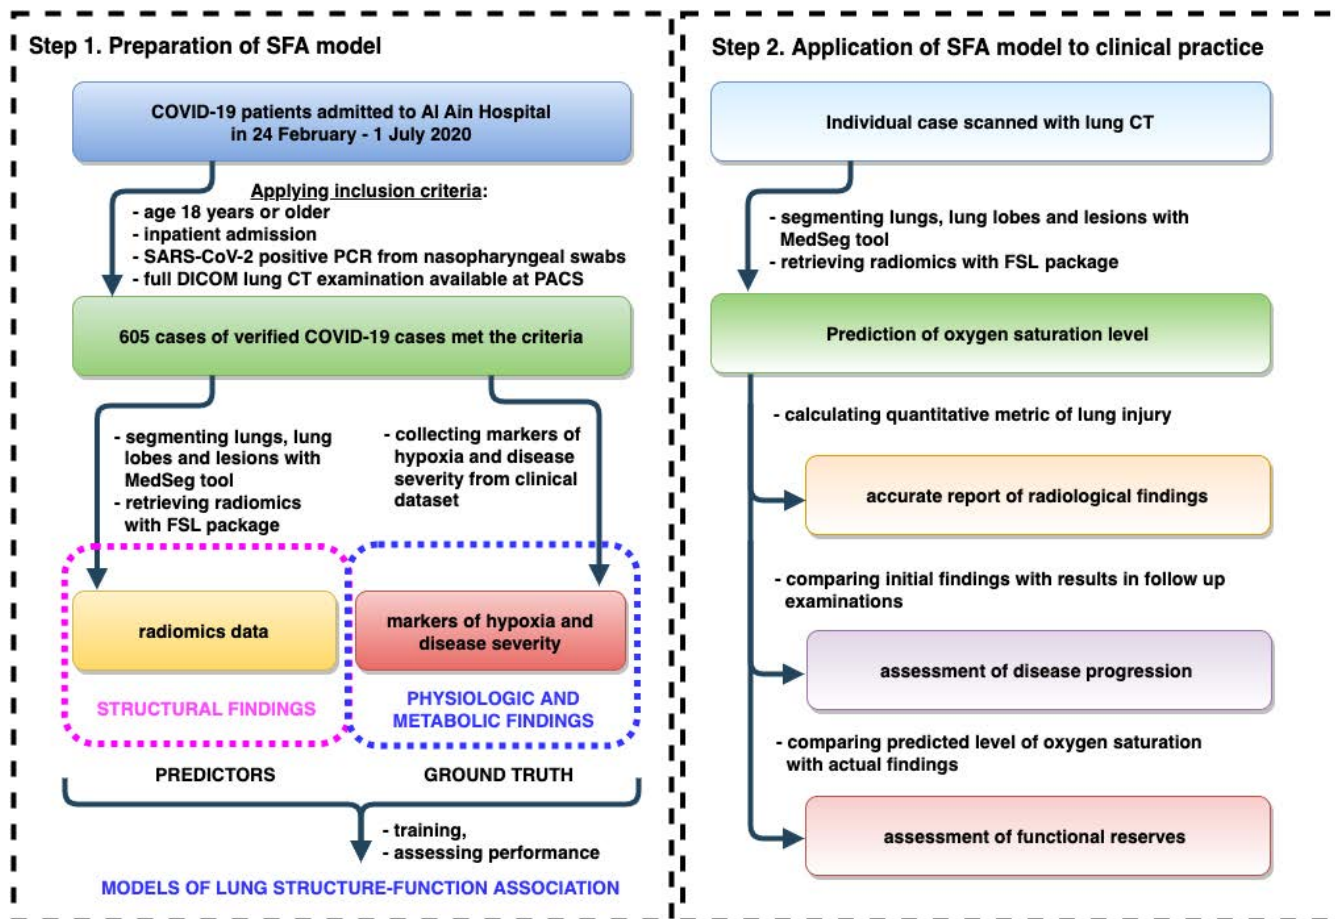 Step 1. Preparation of SFA model
COVID-19 patients admitted to Al Ain Hospital
in 24 February - 1 July 2020
Applying inclusion criteria:
- age 18 years or older
- inpatient admission
- SARS-CoV-2 positive PCR from nasopharyngeal swabs
- full DICOM lung CT examination available at PACS
605 cases of verified COVID-19 cases met the criteria
- segmenting lungs, lung
lobes and lesions with
MedSeg tool
- retrieving radiomics
with FSL package
- collecting markers of
hypoxia and disease
severity from clinical
dataset
radiomics data
markers of hypoxia and
disease severity
STRUCTURAL FINDINGS
PHYSIOLOGIC AND
METABOLIC FINDINGS
PREDICTORS
GROUND TRUTH
- training,
- assessing performance
MODELS OF LUNG STRUCTURE-FUNCTION ASSOCIATION
Step 2. Application of SFA model to clinical practice
Individual case scanned with lung CT
- segmenting lungs, lung lobes and lesions with
MedSeg tool
- retrieving radiomics with FSL package
Prediction of oxygen saturation level
- calculating quantitative metric of lung injury
accurate report of radiological findings
- comparing initial findings with results in follow up
examinations
assessment of disease progression
- comparing predicted level of oxygen saturation
with actual findings
assessment of functional reserves